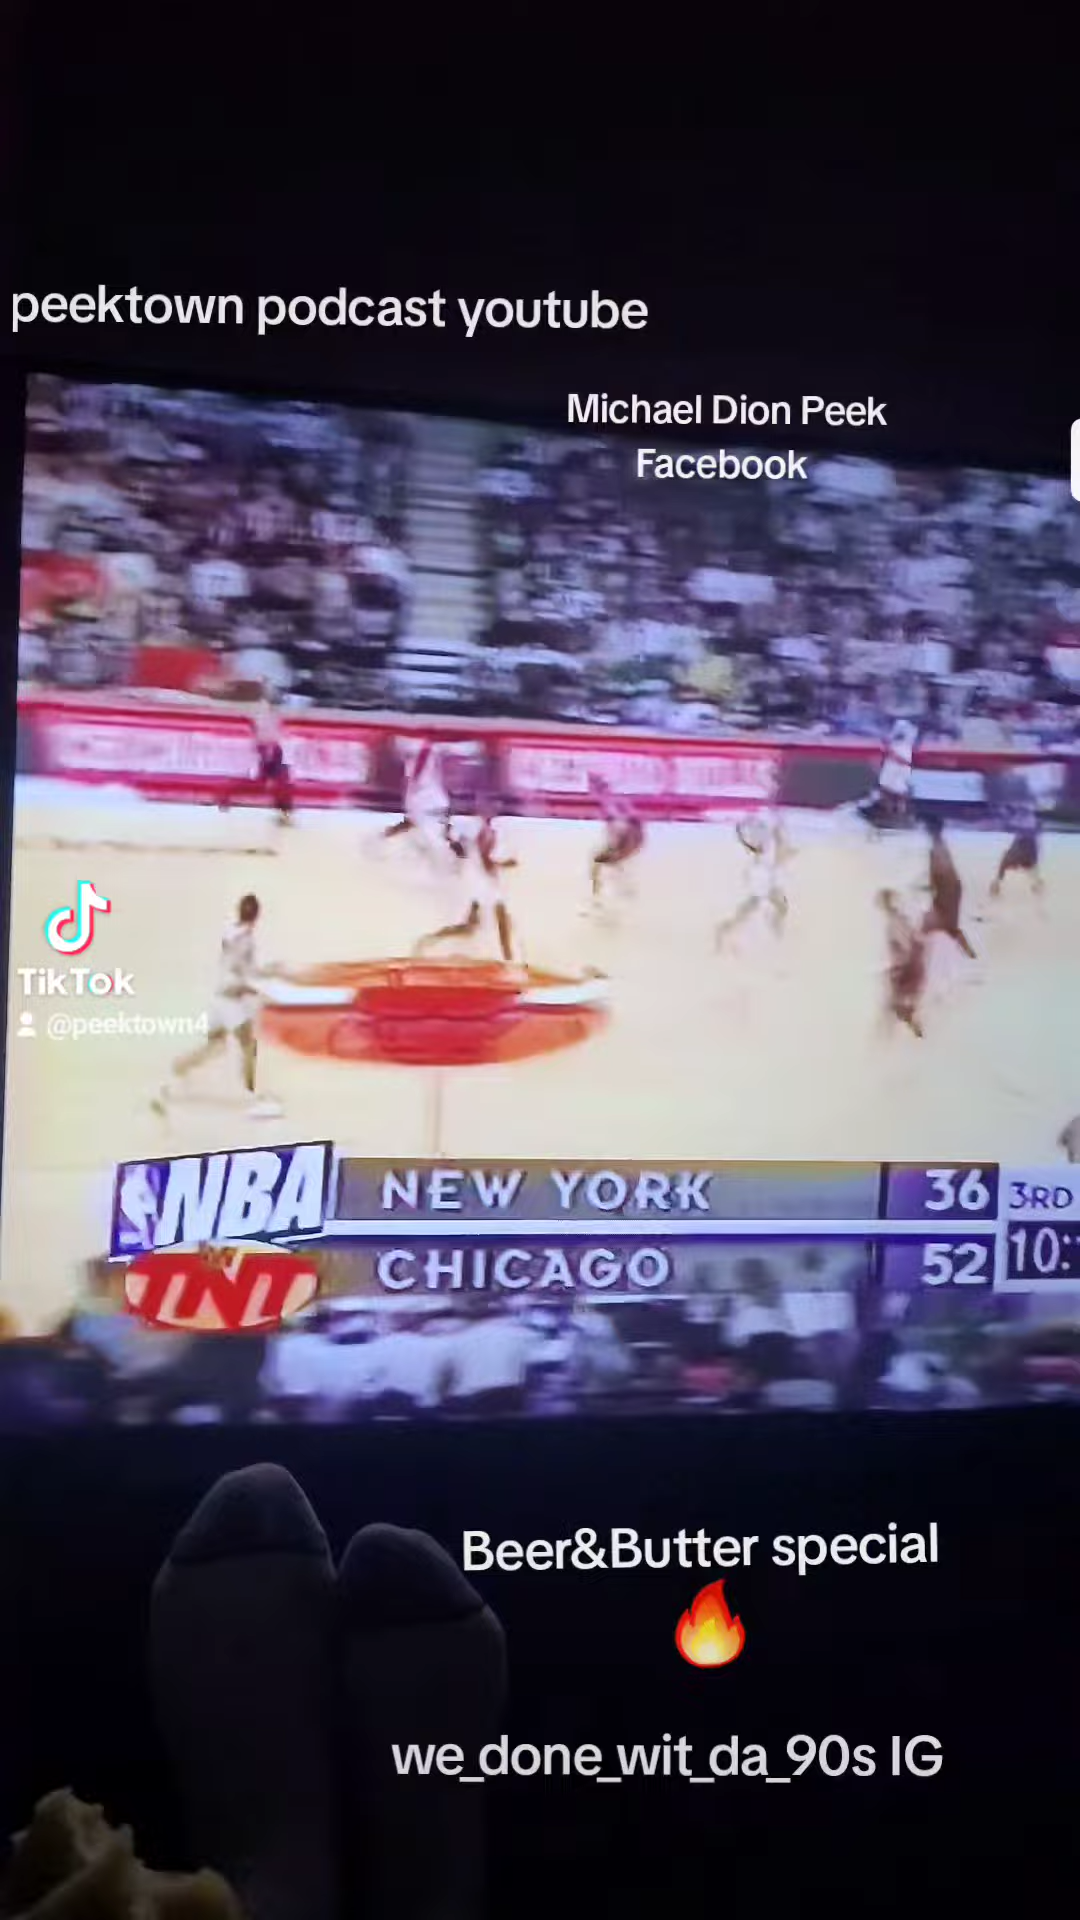 peektown podcast youtube
Michael Dion Peek
Facebook
TikTok
@peektown4
NBA
NEW YORK 36 3RD
TNT
CHICAGO 52 10:
Beer&Butter special
we_done_wit_da_90s IG